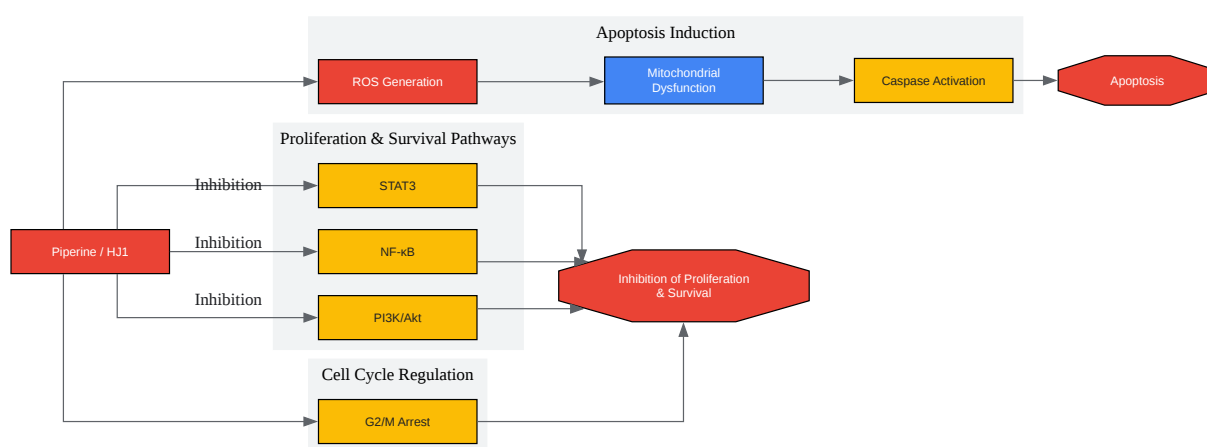 Apoptosis Induction
ROS Generation
Mitochondrial
Dysfunction
Caspase Activation
Apoptosis
Proliferation & Survival Pathways
Inhibition
STAT3
Piperine / HJ1
Inhibition
NF-κB
Inhibition of Proliferation
& Survival
Inhibition
PI3K/Akt
Cell Cycle Regulation
G2/M Arrest